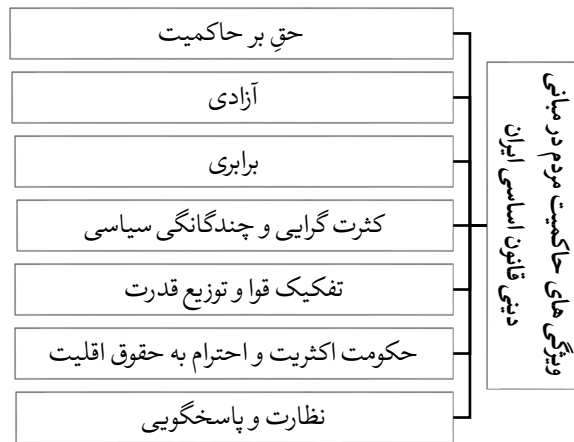 ویژگی های حاکمیت مردم در مبانی
دینی قانون اساسی ایران
حقِ بر حاکمیت
آزادی
برابری
کثرت گرایی و چندگانگی سیاسی
تفکیک قوا و توزیع قدرت
حکومت اکثریت و احترام به حقوق اقلیت
نظارت و پاسخگویی